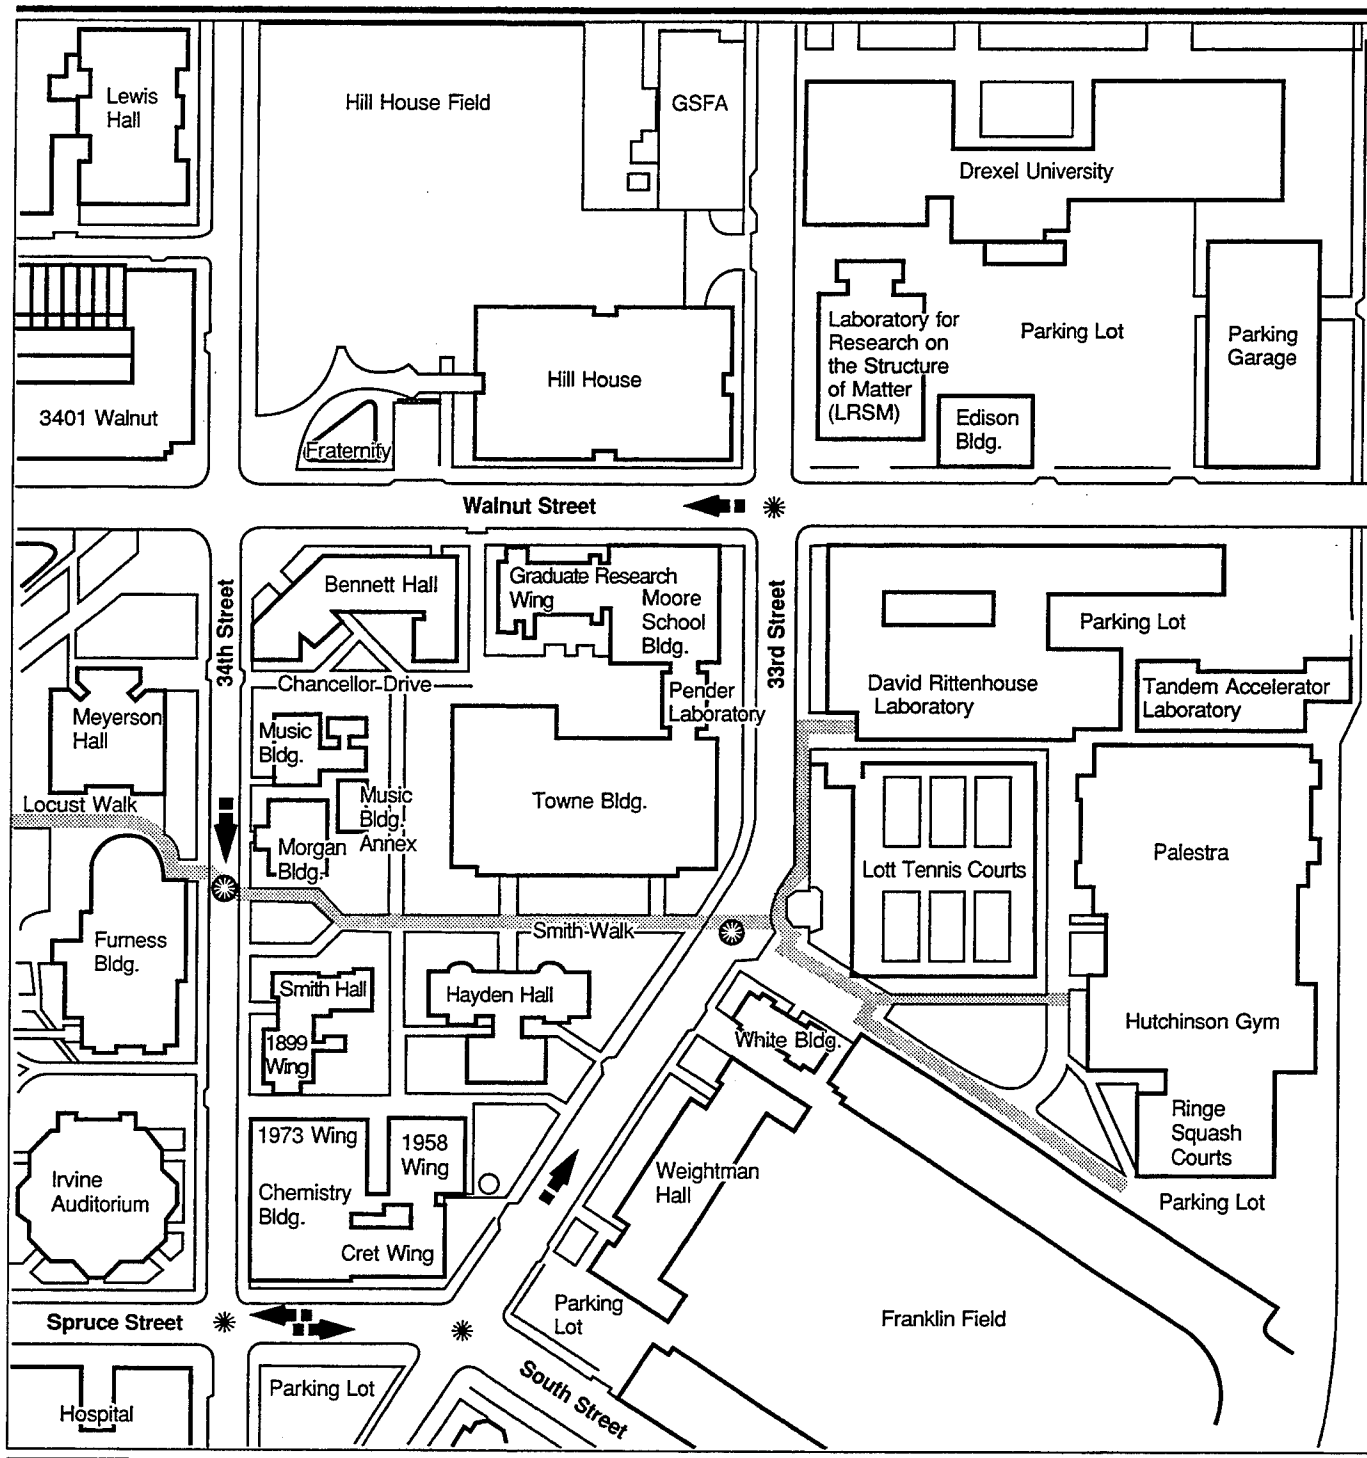 Lewis
Hall
Hill House Field
GSFA
Drexel University
Laboratory for
Research on
the Structure
of Matter
(LRSM)
Parking Lot
Parking
Garage
Hill House
3401 Walnut
Fraternity
Edison
Bldg.
Walnut Street
34th Street
33rd Street
Bennett Hall
Graduate Research
Wing
Moore
School
Bldg.
Parking Lot
Chancellor Drive
Pender
Laboratory
David Rittenhouse
Laboratory
Tandem Accelerator
Laboratory
Meyerson
Hall
Music
Bldg.
Locust Walk
Music
Bldg.
Annex
Towne Bldg.
Morgan
Bldg.
Lott Tennis Courts
Palestra
Smith Walk
Furness
Bldg.
Smith Hall
Hayden Hall
1899
Wing
White Bldg.
Hutchinson Gym
1973 Wing
1958
Wing
Ringe
Squash
Courts
Irvine
Auditorium
Chemistry
Bldg.
Weightman
Hall
Parking Lot
Cret Wing
Spruce Street
Parking
Lot
Franklin Field
Parking Lot
South Street
Hospital